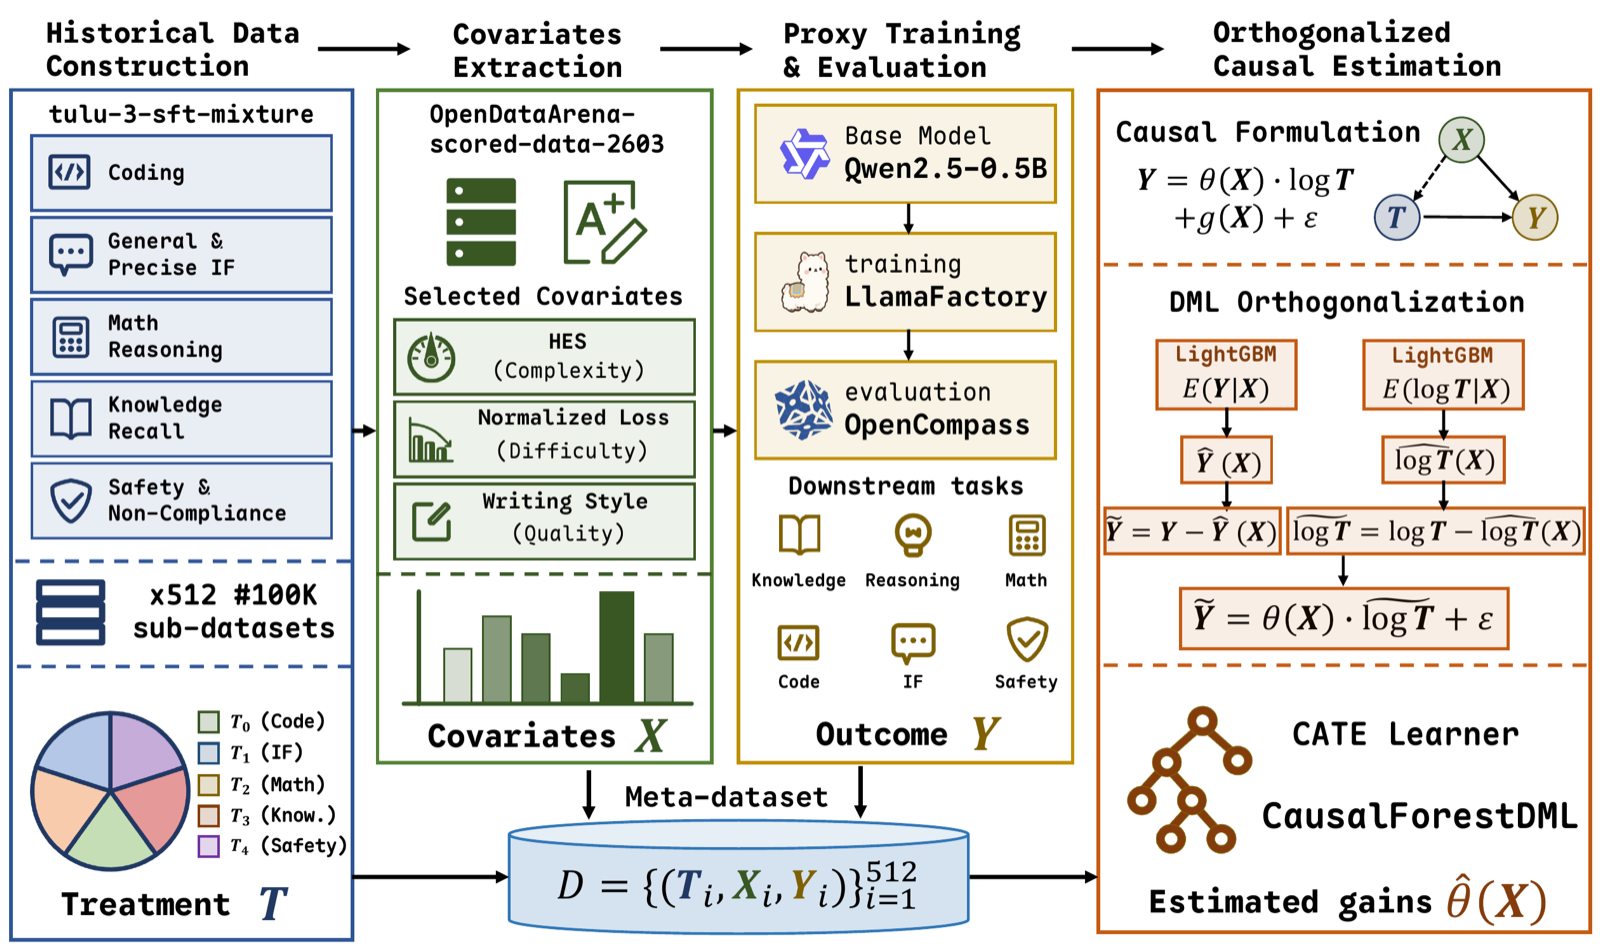 Historical Data
Construction
Covariates
Extraction
Proxy Training
& Evaluation
Orthogonalized
Causal Estimation
tulu-3-sft-mixture
</> Coding
General &
Precise IF
Math
Reasoning
Knowledge
Recall
Safety &
Non-Compliance
x512 #100K
sub-datasets
T₀ (Code)
T₁ (IF)
T₂ (Math)
T₃ (Know.)
T₄ (Safety)
Treatment T
OpenDataArena-
scored-data-2603
A+
Selected Covariates
HES
(Complexity)
Normalized Loss
(Difficulty)
Writing Style
(Quality)
Covariates X
Base Model
Qwen2.5-0.5B
training
LlamaFactory
evaluation
OpenCompass
Downstream tasks
Knowledge Reasoning Math
</>
Code IF Safety
Outcome Y
Meta-dataset
D = {(Tᵢ, Xᵢ, Yᵢ)}⁵¹²ᵢ₌₁
Causal Formulation
Y = θ(X) · log T
+g(X) + ε
X
T
Y
DML Orthogonalization
LightGBM
E(Y|X)
LightGBM
E(log T|X)
Ŷ (X)
\widehat{log T}(X)
Ỹ = Y − Ŷ (X)
\widetilde{log T} = log T − \widehat{log T}(X)
Ỹ = θ(X) · \widetilde{log T} + ε
CATE Learner
CausalForestDML
Estimated gains θ̂(X)